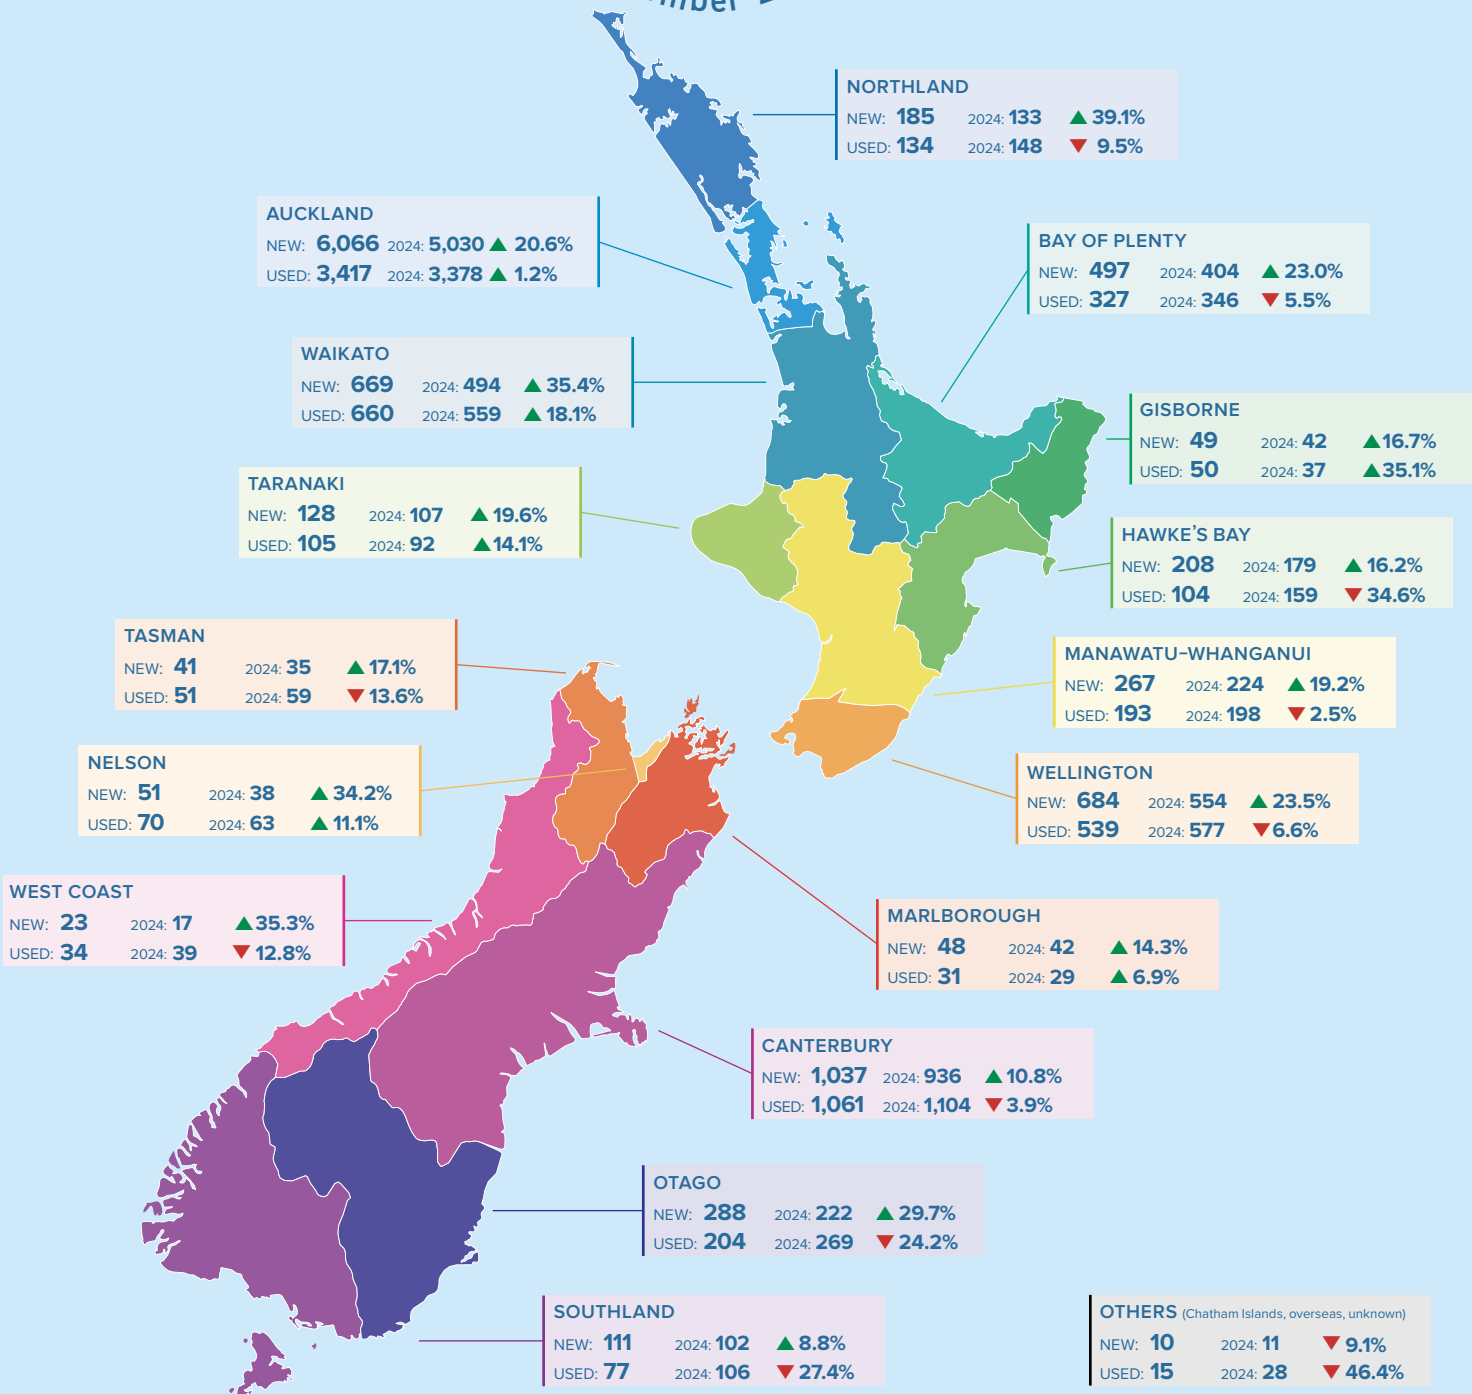 NORTHLAND
NEW: 185 2024: 133 ▲ 39.1%
USED: 134 2024: 148 ▼ 9.5%
AUCKLAND
NEW: 6,066 2024: 5,030 ▲ 20.6%
USED: 3,417 2024: 3,378 ▲ 1.2%
BAY OF PLENTY
NEW: 497 2024: 404 ▲ 23.0%
USED: 327 2024: 346 ▼ 5.5%
WAIKATO
NEW: 669 2024: 494 ▲ 35.4%
USED: 660 2024: 559 ▲ 18.1%
GISBORNE
NEW: 49 2024: 42 ▲ 16.7%
USED: 50 2024: 37 ▲ 35.1%
TARANAKI
NEW: 128 2024: 107 ▲ 19.6%
USED: 105 2024: 92 ▲ 14.1%
HAWKE'S BAY
NEW: 208 2024: 179 ▲ 16.2%
USED: 104 2024: 159 ▼ 34.6%
TASMAN
NEW: 41 2024: 35 ▲ 17.1%
USED: 51 2024: 59 ▼ 13.6%
MANAWATU-WHANGANUI
NEW: 267 2024: 224 ▲ 19.2%
USED: 193 2024: 198 ▼ 2.5%
NELSON
NEW: 51 2024: 38 ▲ 34.2%
USED: 70 2024: 63 ▲ 11.1%
WELLINGTON
NEW: 684 2024: 554 ▲ 23.5%
USED: 539 2024: 577 ▼ 6.6%
WEST COAST
NEW: 23 2024: 17 ▲ 35.3%
USED: 34 2024: 39 ▼ 12.8%
MARLBOROUGH
NEW: 48 2024: 42 ▲ 14.3%
USED: 31 2024: 29 ▲ 6.9%
CANTERBURY
NEW: 1,037 2024: 936 ▲ 10.8%
USED: 1,061 2024: 1,104 ▼ 3.9%
OTAGO
NEW: 288 2024: 222 ▲ 29.7%
USED: 204 2024: 269 ▼ 24.2%
SOUTHLAND
NEW: 111 2024: 102 ▲ 8.8%
USED: 77 2024: 106 ▼ 27.4%
OTHERS (Chatham Islands, overseas, unknown)
NEW: 10 2024: 11 ▼ 9.1%
USED: 15 2024: 28 ▼ 46.4%